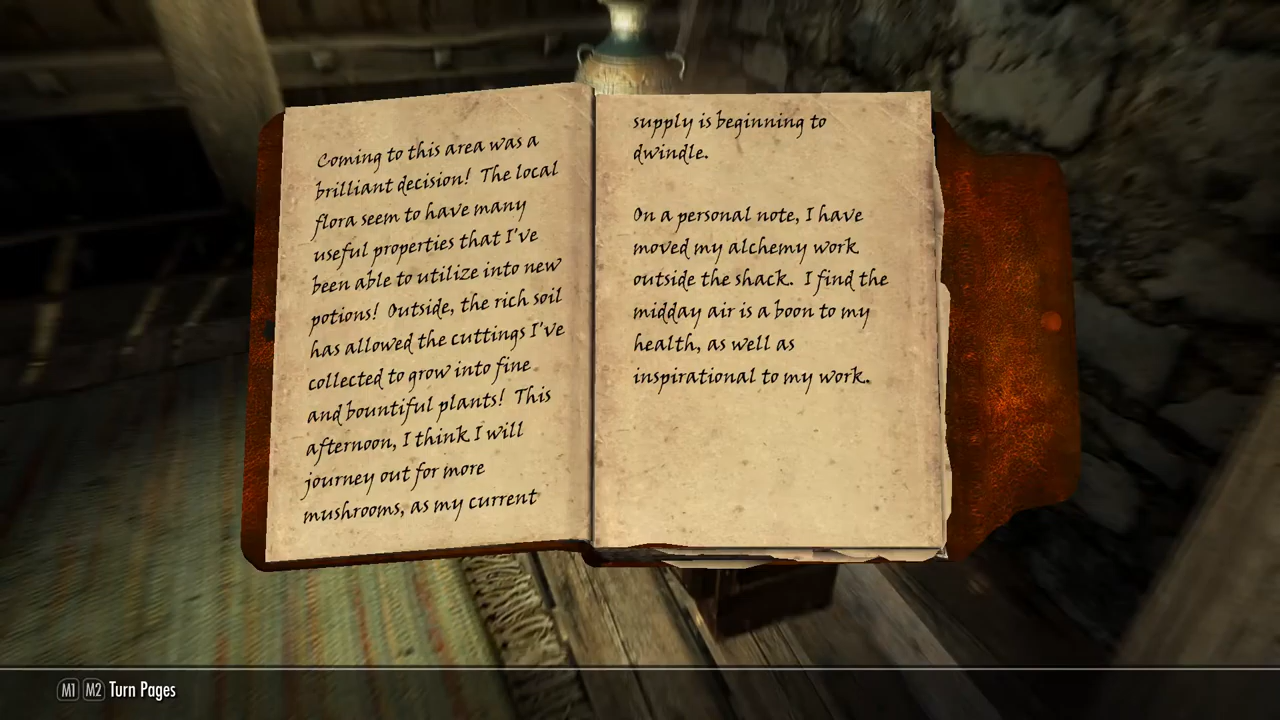 Coming to this area was a
brilliant decision! The local
flora seem to have many
useful properties that I've
been able to utilize into new
potions! Outside, the rich soil
has allowed the cuttings I've
collected to grow into fine
and bountiful plants! This
afternoon, I think I will
journey out for more
mushrooms, as my current
supply is beginning to
dwindle.
On a personal note, I have
moved my alchemy work
outside the shack. I find the
midday air is a boon to my
health, as well as
inspirational to my work.
M1 M2 Turn Pages